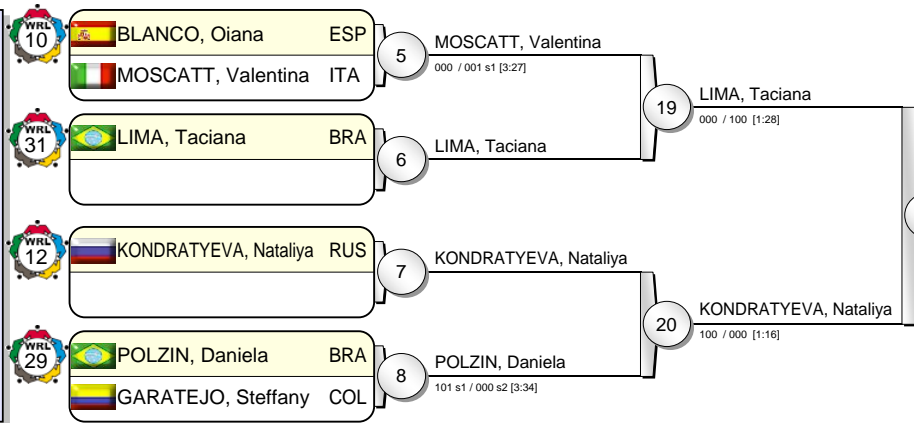 WRL
10
BLANCO, Oiana ESP
MOSCATT, Valentina ITA
5
MOSCATT, Valentina
000 / 001 s1 [3:27]
WRL
31
LIMA, Taciana BRA
6
LIMA, Taciana
19
LIMA, Taciana
000 / 100 [1:28]
WRL
12
KONDRATYEVA, Nataliya RUS
7
KONDRATYEVA, Nataliya
WRL
29
POLZIN, Daniela BRA
GARATEJO, Steffany COL
8
POLZIN, Daniela
101 s1 / 000 s2 [3:34]
20
KONDRATYEVA, Nataliya
100 / 000 [1:16]